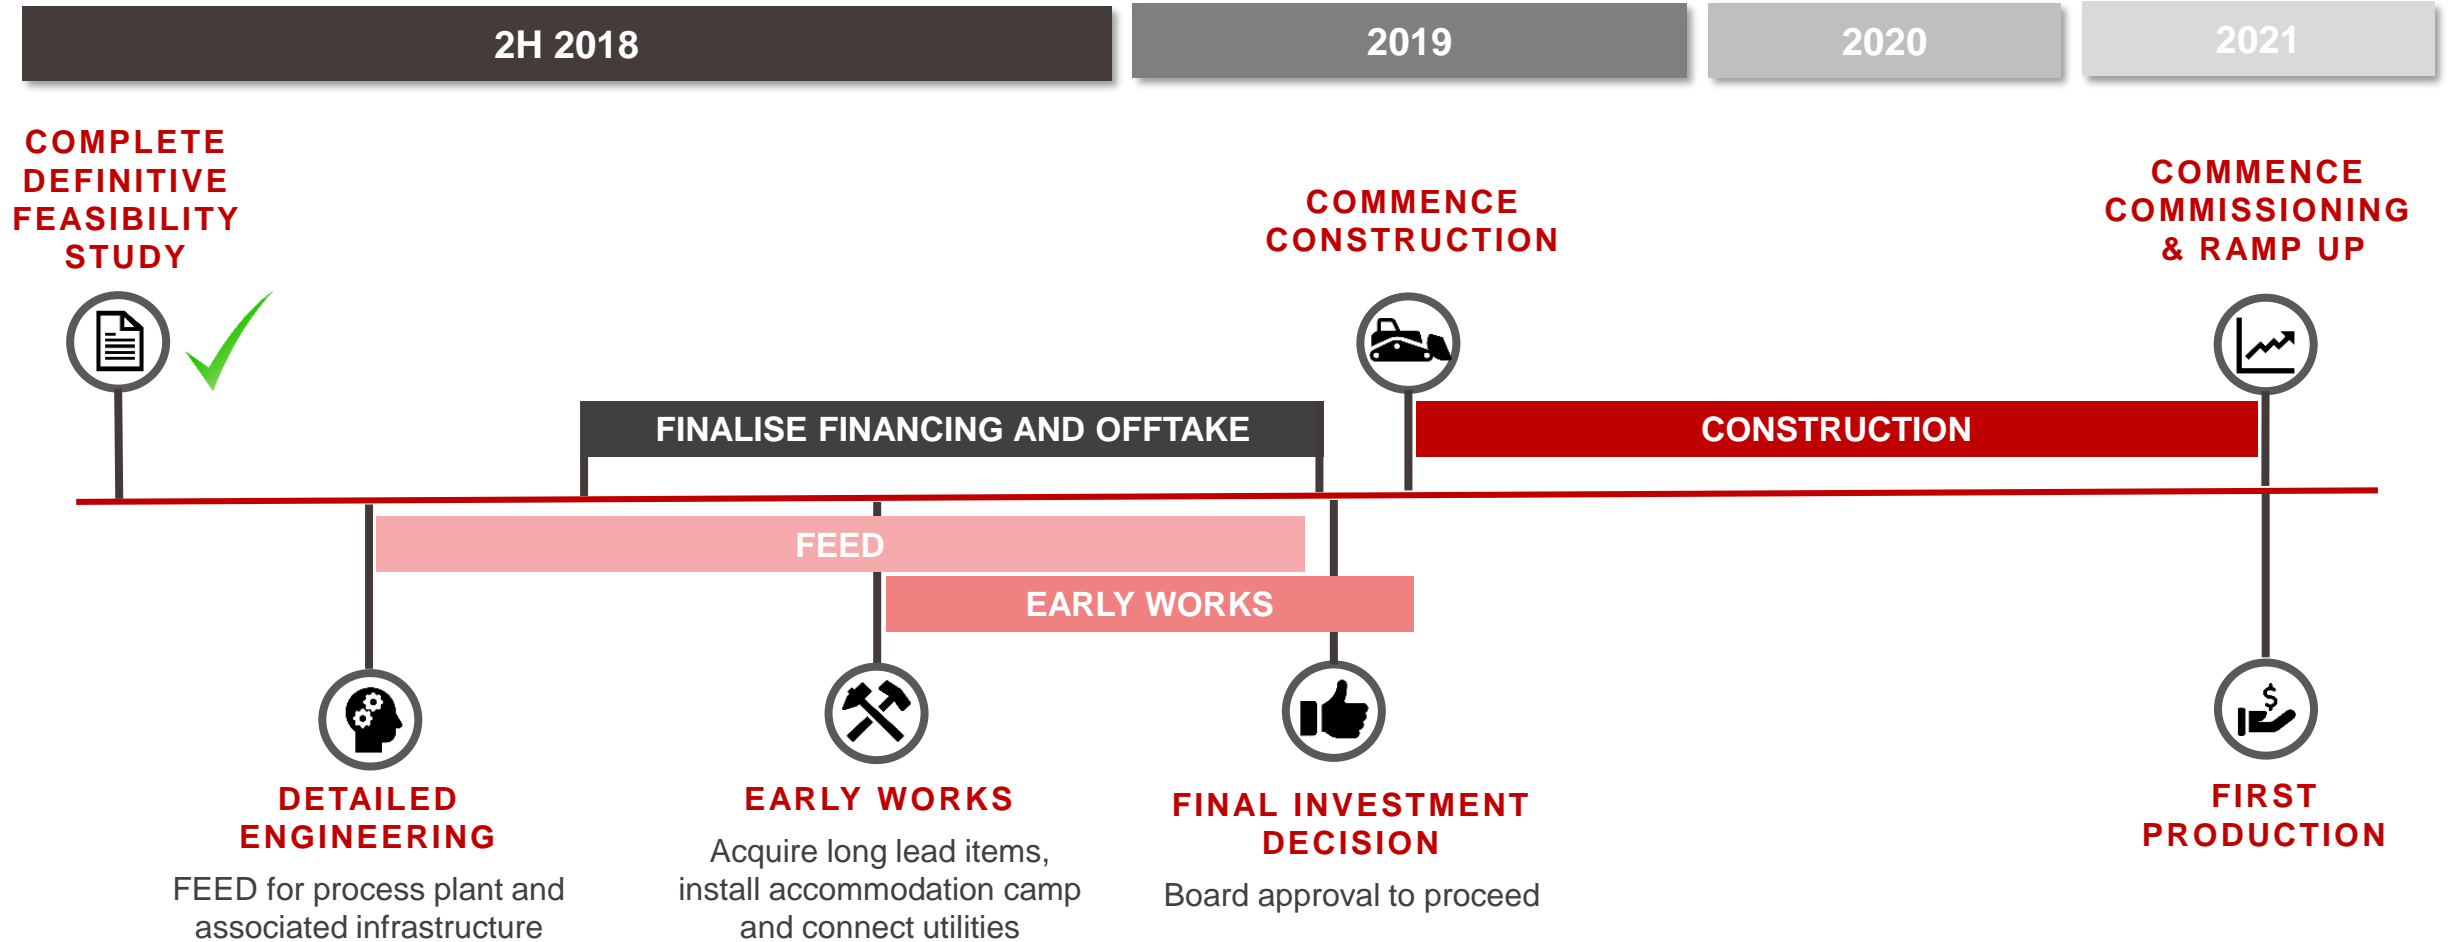 2H 2018
2019
2020
2021
COMPLETE
DEFINITIVE
FEASIBILITY
STUDY
COMMENCE
CONSTRUCTION
COMMENCE
COMMISSIONING
& RAMP UP
FINALISE FINANCING AND OFFTAKE
CONSTRUCTION
FEED
EARLY WORKS
DETAILED
ENGINEERING
FEED for process plant and
associated infrastructure
EARLY WORKS
Acquire long lead items,
install accommodation camp
and connect utilities
FINAL INVESTMENT
DECISION
Board approval to proceed
$
FIRST
PRODUCTION